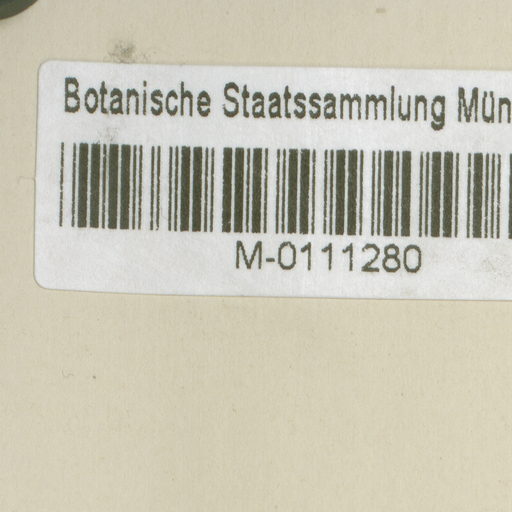 Botanische Staatssammlung Mün
M-0111280